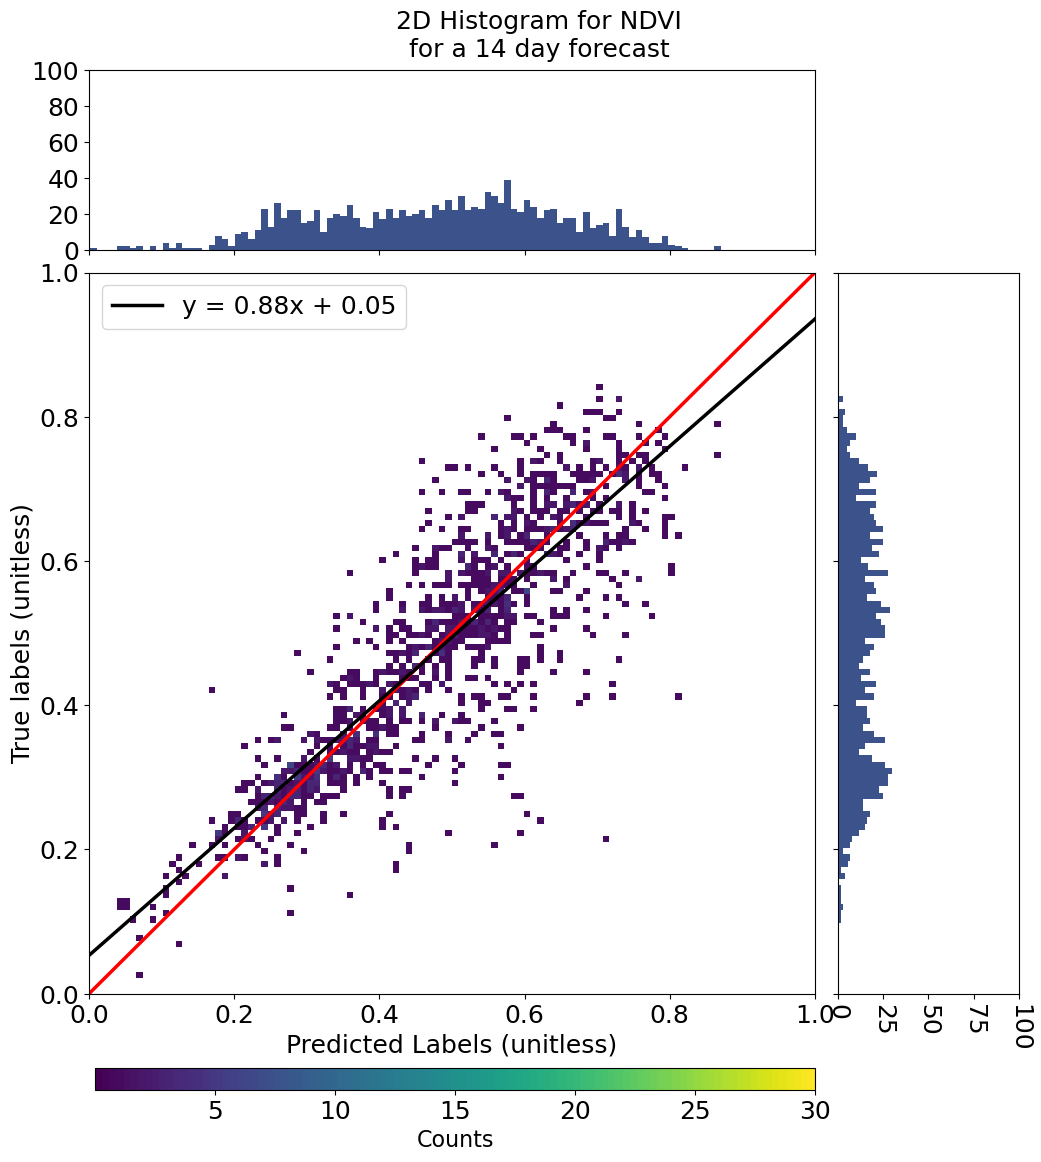 2D Histogram for NDVI
for a 14 day forecast
100
80
60
40
20
0
1.0
0.8
0.6
0.4
0.2
0.0
True labels (unitless)
y = 0.88x + 0.05
0.0 0.2 0.4 0.6 0.8 1.0
Predicted Labels (unitless)
0 25 50 75 100
5 10 15 20 25 30
Counts